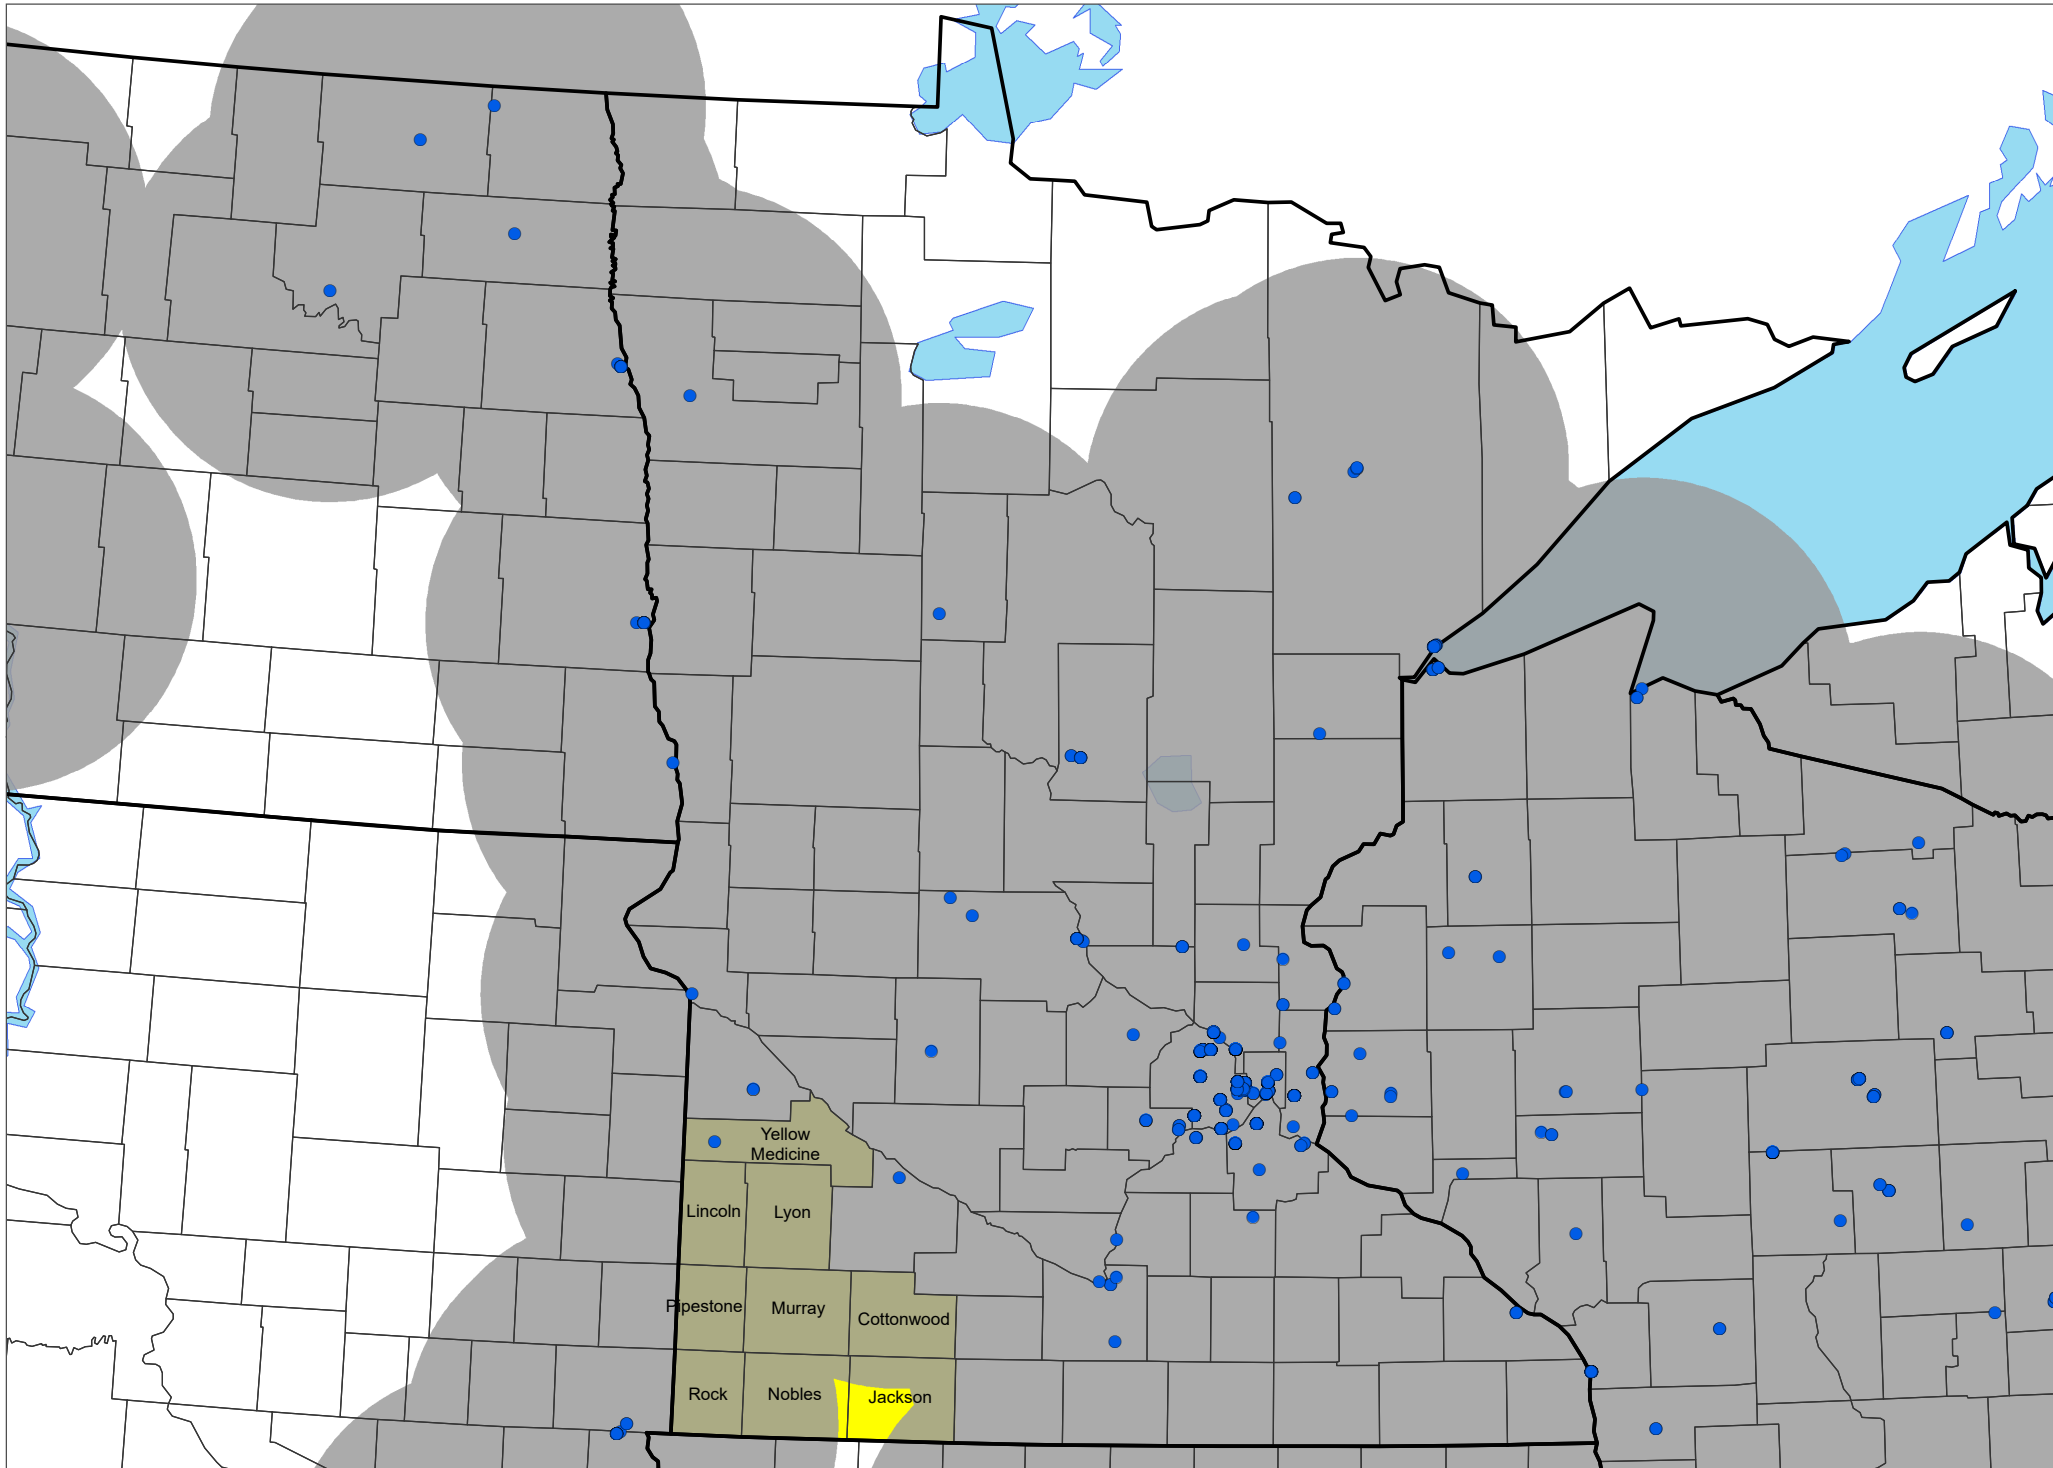 Yellow
Medicine
Lincoln
Lyon
Pipestone
Murray
Cottonwood
Rock
Nobles
Jackson